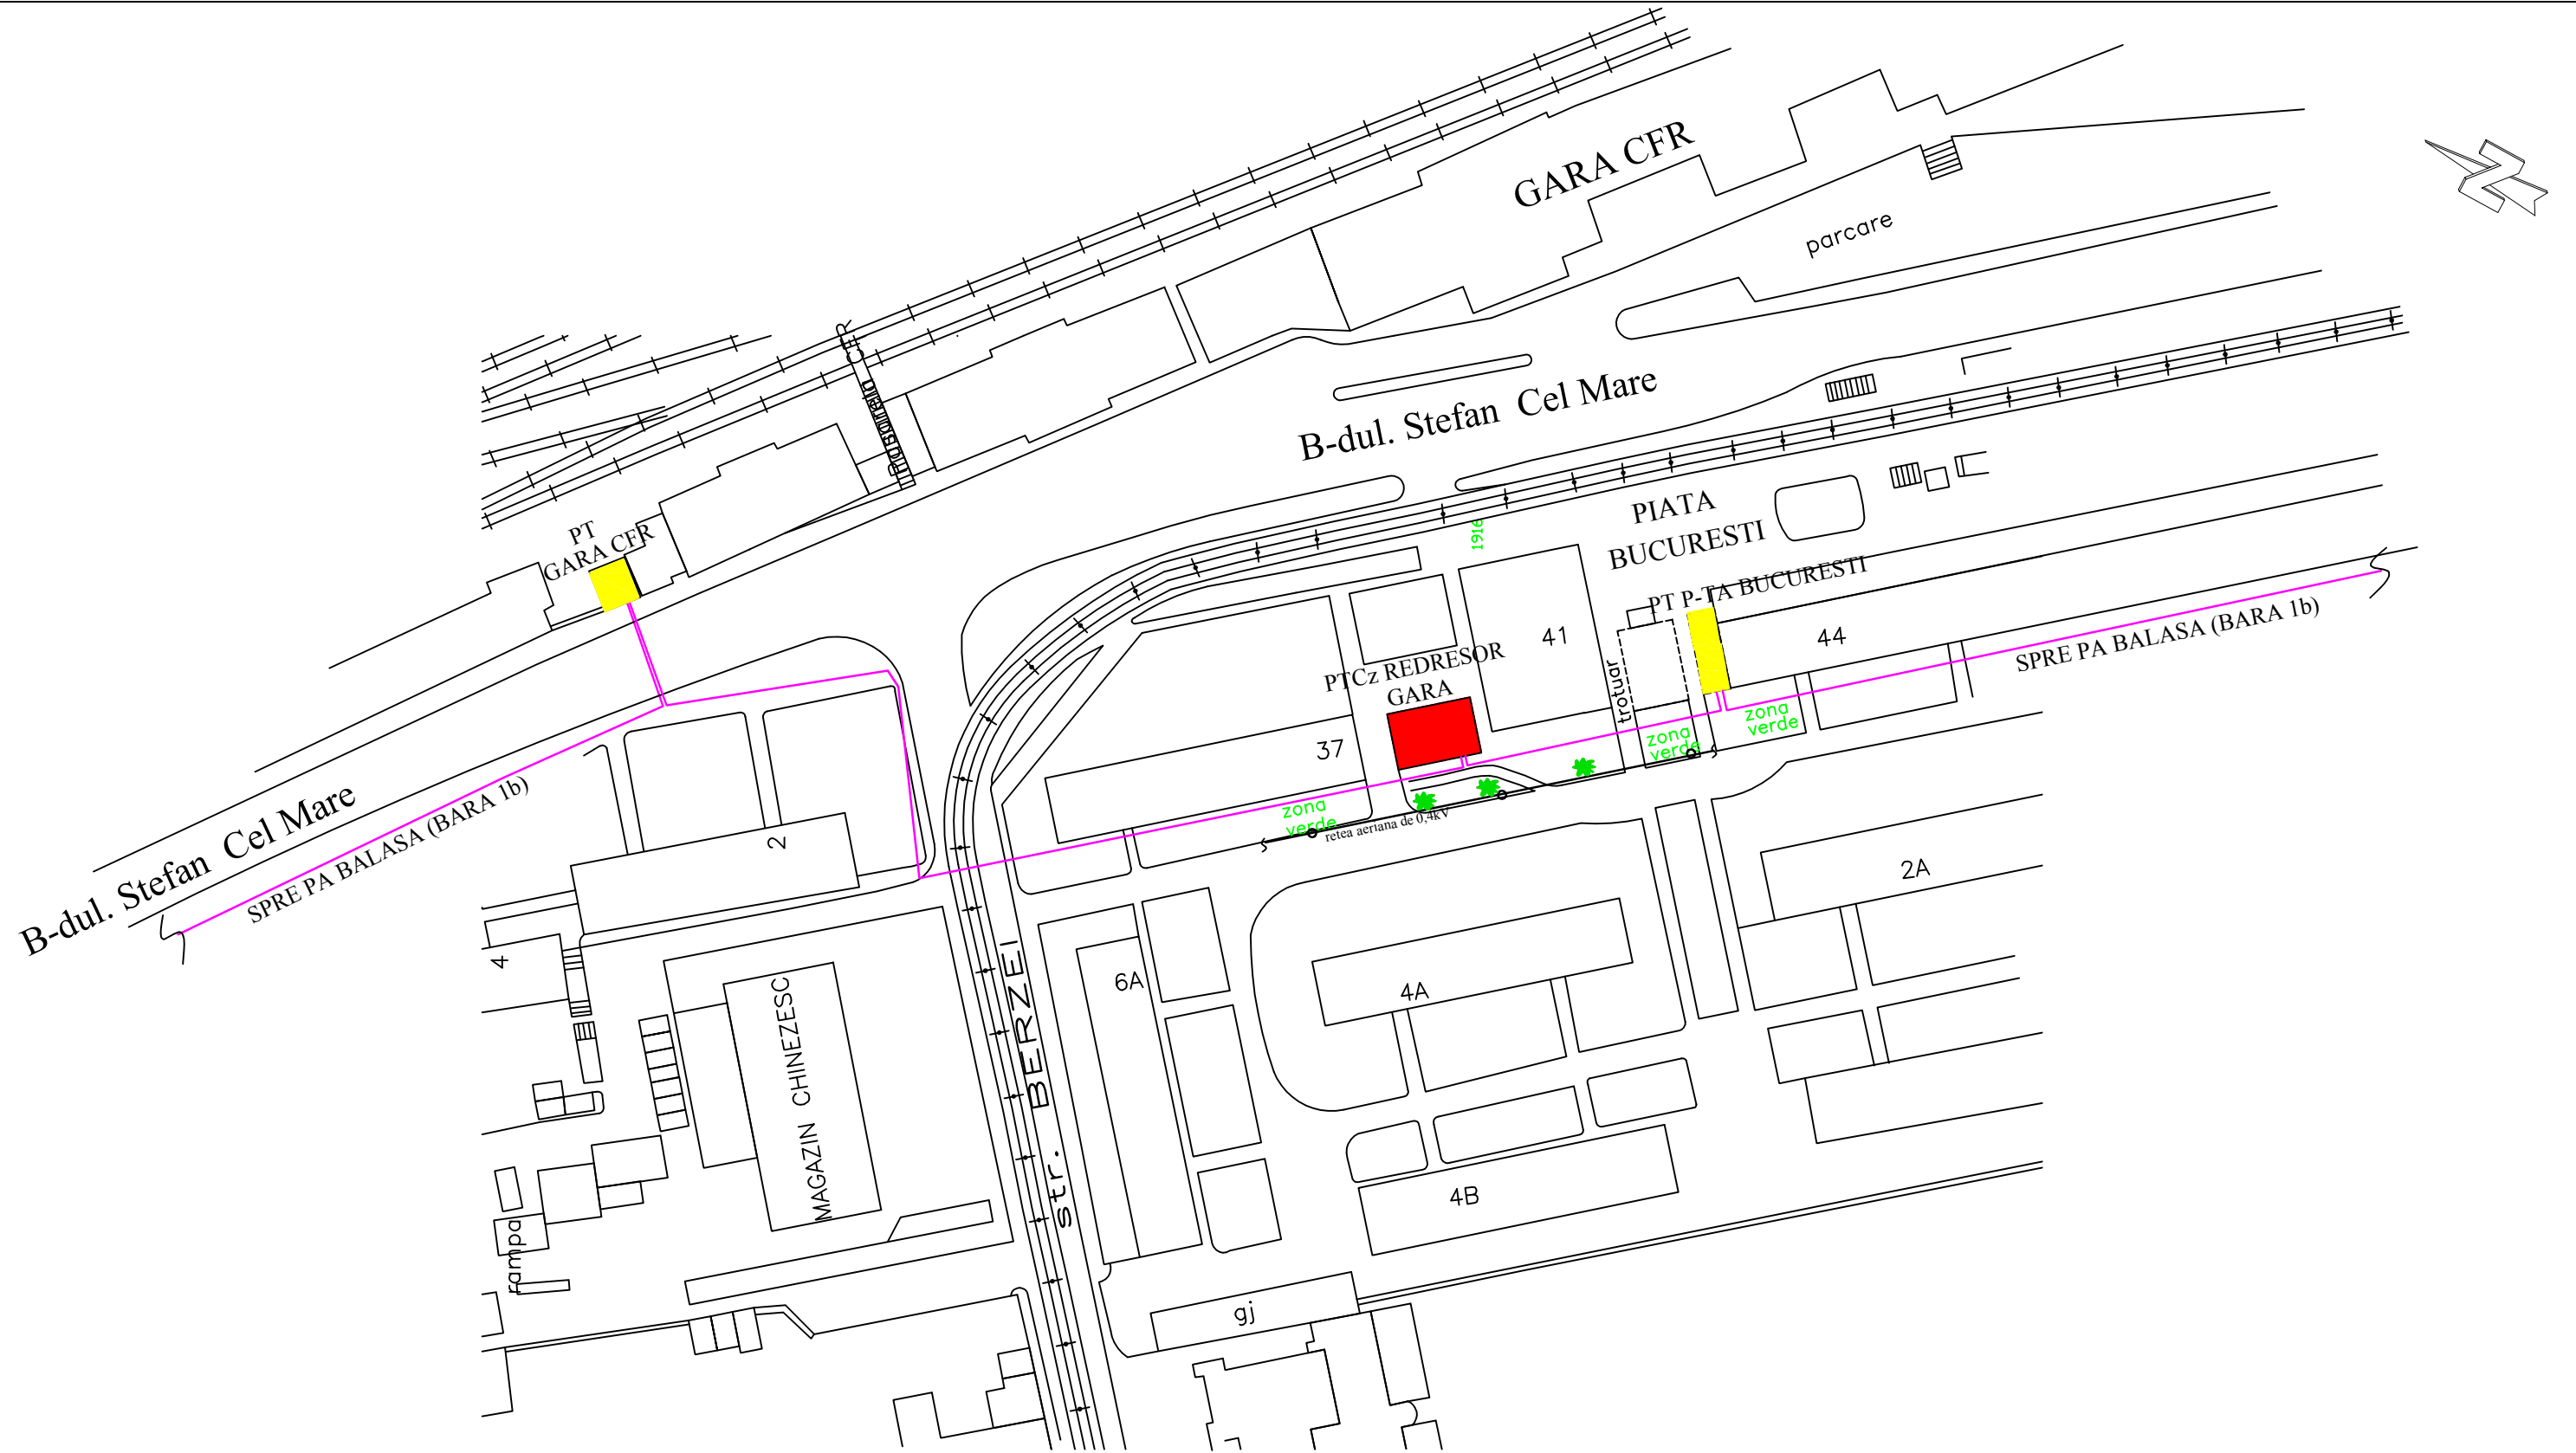 GARA CFR
parcare
B-dul. Stefan Cel Mare
PT
GARA CFR
1916
PIATA
BUCURESTI
PT P-TA BUCURESTI
41
44
SPRE PA BALASA (BARA 1b)
PTCz REDRESOR
GARA
trotuar
37
zona
verde
zona
verde
zona
verde
retea aeriana de 0,4kV
B-dul. Stefan Cel Mare
SPRE PA BALASA (BARA 1b)
2
4
2A
6A
4A
4B
MAGAZIN CHINEZESC
str. BERZEI
rampa
gj